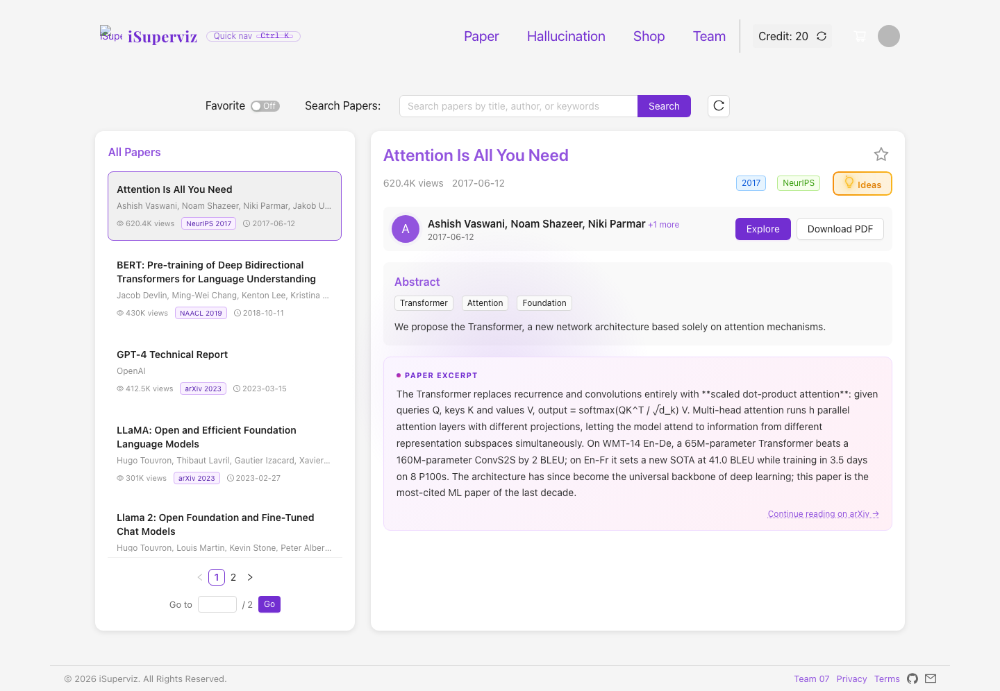 iSupe
iSuperviz
Quick nav Ctrl K
Paper
Hallucination
Shop
Team
Credit: 20
Favorite
Off
Search Papers:
Search papers by title, author, or keywords
Search
All Papers
Attention Is All You Need
Ashish Vaswani, Noam Shazeer, Niki Parmar, Jakob U...
620.4K views NeurIPS 2017 2017-06-12
BERT: Pre-training of Deep Bidirectional
Transformers for Language Understanding
Jacob Devlin, Ming-Wei Chang, Kenton Lee, Kristina ...
430K views NAACL 2019 2018-10-11
GPT-4 Technical Report
OpenAI
412.5K views arXiv 2023 2023-03-15
LLaMA: Open and Efficient Foundation
Language Models
Hugo Touvron, Thibaut Lavril, Gautier Izacard, Xavier...
301K views arXiv 2023 2023-02-27
Llama 2: Open Foundation and Fine-Tuned
Chat Models
Hugo Touvron, Louis Martin, Kevin Stone, Peter Alber...
1 2
Go to / 2 Go
Attention Is All You Need
620.4K views 2017-06-12
2017 NeurIPS Ideas
A
Ashish Vaswani, Noam Shazeer, Niki Parmar +1 more
2017-06-12
Explore
Download PDF
Abstract
Transformer Attention Foundation
We propose the Transformer, a new network architecture based solely on attention mechanisms.
PAPER EXCERPT
The Transformer replaces recurrence and convolutions entirely with **scaled dot-product attention**: given
queries Q, keys K and values V, output = softmax(QK^T / √d_k) V. Multi-head attention runs h parallel
attention layers with different projections, letting the model attend to information from different
representation subspaces simultaneously. On WMT-14 En-De, a 65M-parameter Transformer beats a
160M-parameter ConvS2S by 2 BLEU; on En-Fr it sets a new SOTA at 41.0 BLEU while training in 3.5 days
on 8 P100s. The architecture has since become the universal backbone of deep learning; this paper is the
most-cited ML paper of the last decade.
Continue reading on arXiv →
© 2026 iSuperviz. All Rights Reserved.
Team 07 Privacy Terms